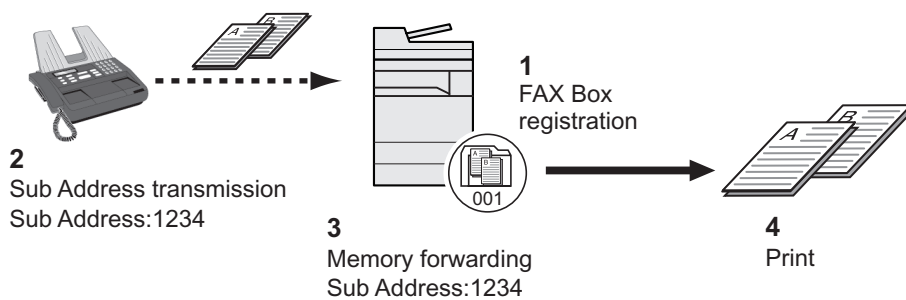 A
B
1
FAX Box
registration
A
B
2
Sub Address transmission
Sub Address:1234
A
B
001
3
Memory forwarding
Sub Address:1234
4
Print